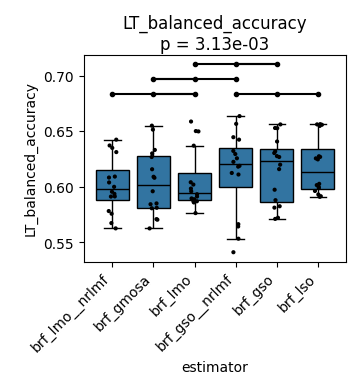 LT_balanced_accuracy
p = 3.13e-03
LT_balanced_accuracy
0.70
0.65
0.60
0.55
brf_lmo__nrlmf
brf_gmosa
brf_lmo
brf_gso__nrlmf
brf_gso
brf_lso
estimator